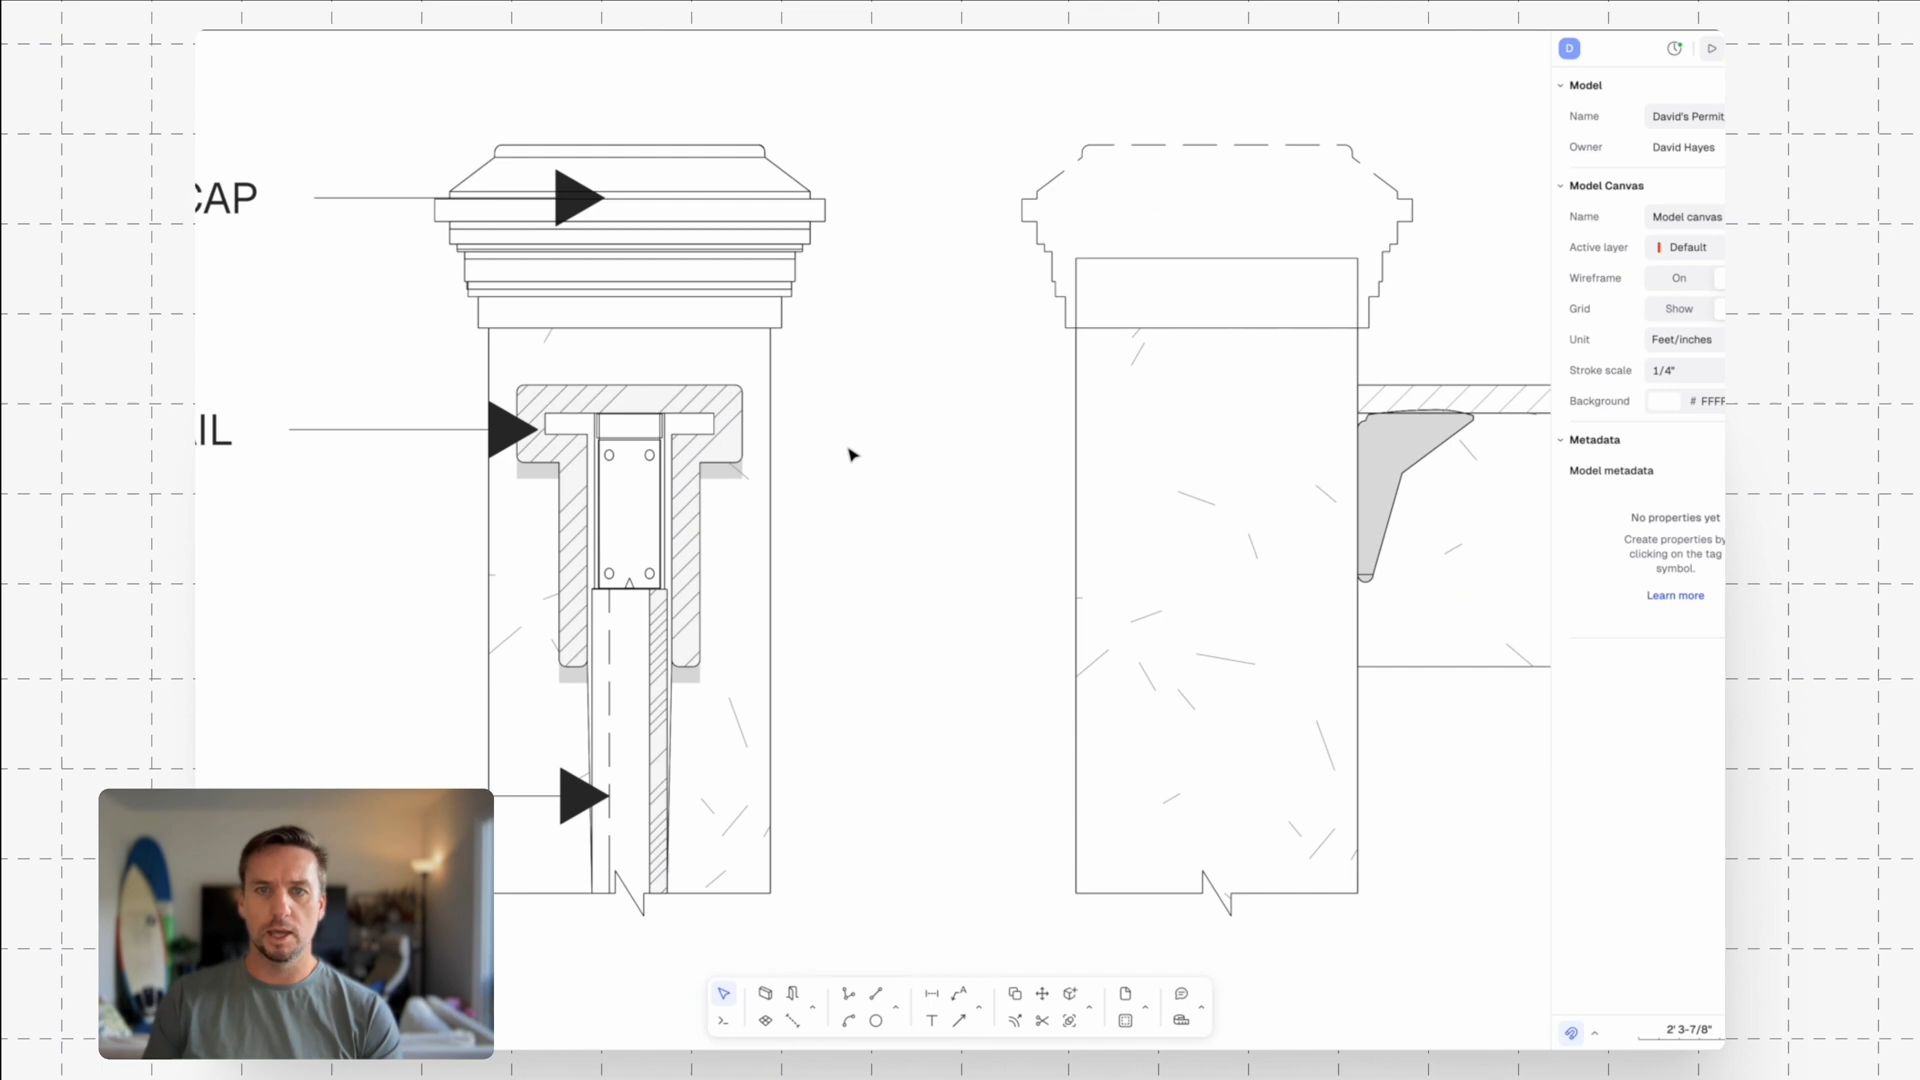 CAP
IL
D
Model
Name David's Permit
Owner David Hayes
Model Canvas
Name Model canvas
Active layer Default
Wireframe On
Grid Show
Unit Feet/inches
Stroke scale 1/4"
Background # FFFF
Metadata
Model metadata
No properties yet
Create properties by
clicking on the tag
symbol.
Learn more
2' 3-7/8"